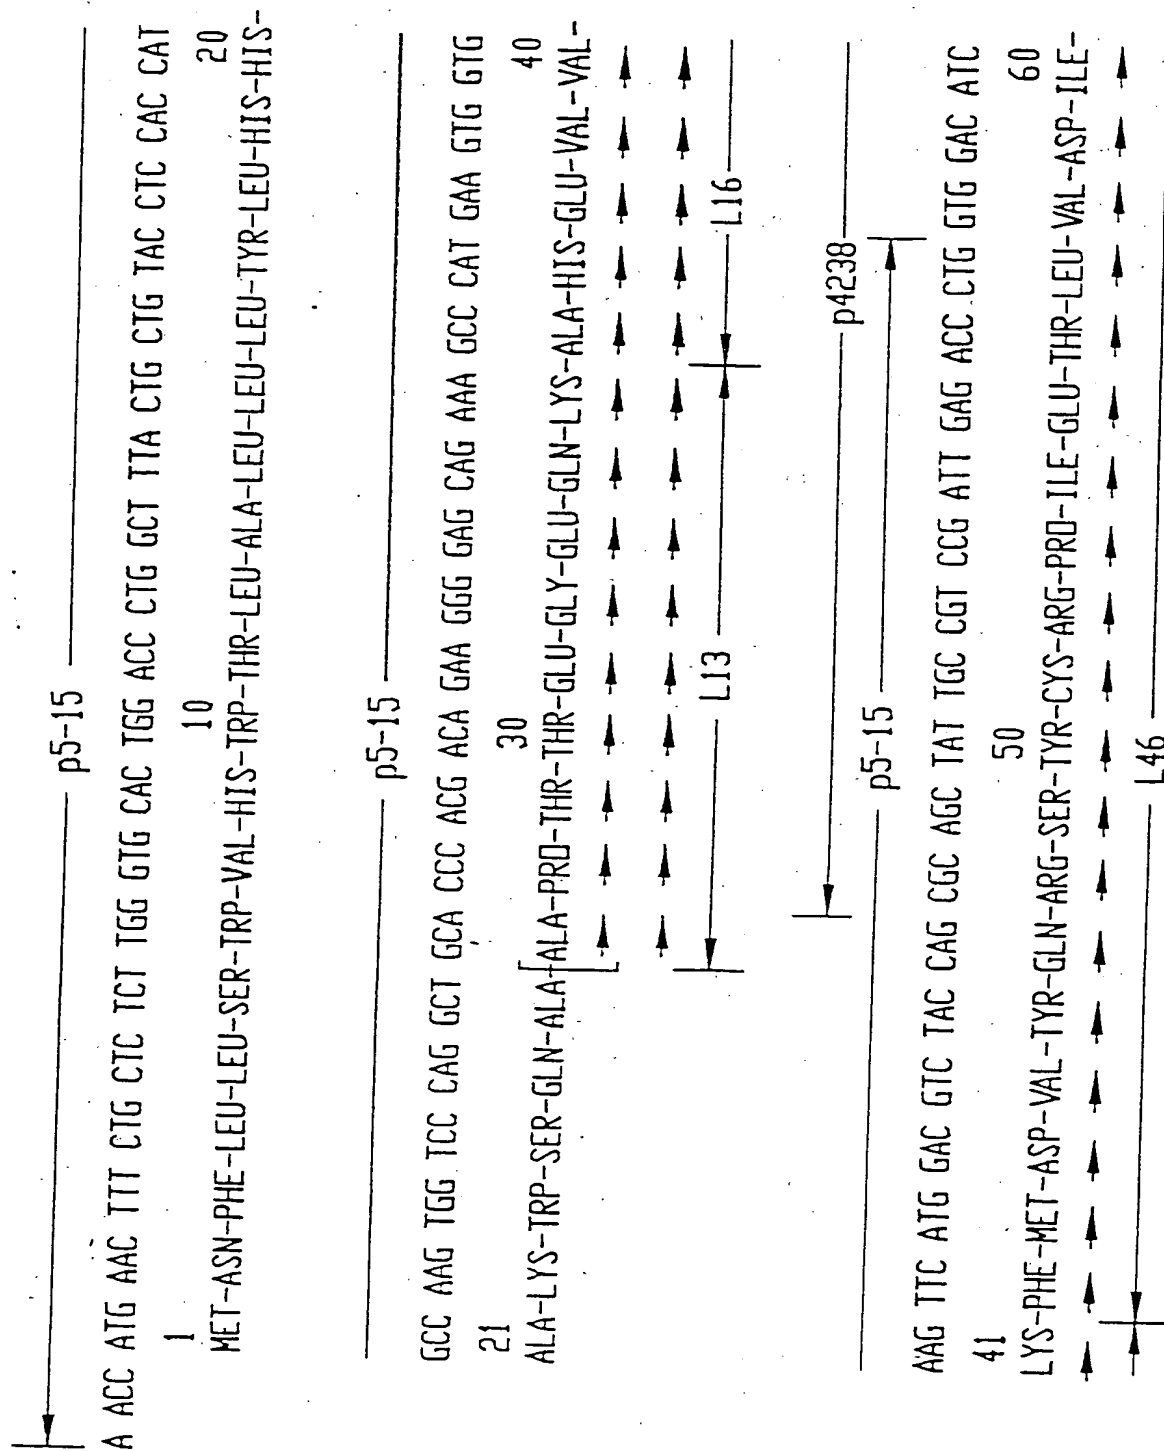 p5-15
A ACC ATG AAC TTT CTG CTC TCT TGG GTG CAC TGG ACC CTG GCT TTA CTG CTG TAC CTC CAC CAT
1 10 20
MET-ASN-PHE-LEU-LEU-SER-TRP-VAL-HIS-TRP-THR-LEU-ALA-LEU-LEU-LEU-TYR-LEU-HIS-HIS-
p5-15
GCC AAG TGG TCC CAG GCT GCA CCC ACG ACA GAA GGG GAG CAG AAA GCC CAT GAA GTG GTG
21 30 40
ALA-LYS-TRP-SER-GLN-ALA-ALA-PRO-THR-THR-GLU-GLY-GLU-GLN-LYS-ALA-HIS-GLU-VAL-VAL-
L13 L16
p4238
p5-15
AAG TTC ATG GAC GTC TAC CAG CGC AGC TAT TGC CGT CCG ATT GAG ACC CTG GTG GAC ATC
41 50 60
LYS-PHE-MET-ASP-VAL-TYR-GLN-ARG-SER-TYR-CYS-ARG-PRO-ILE-GLU-THR-LEU-VAL-ASP-ILE-
L46